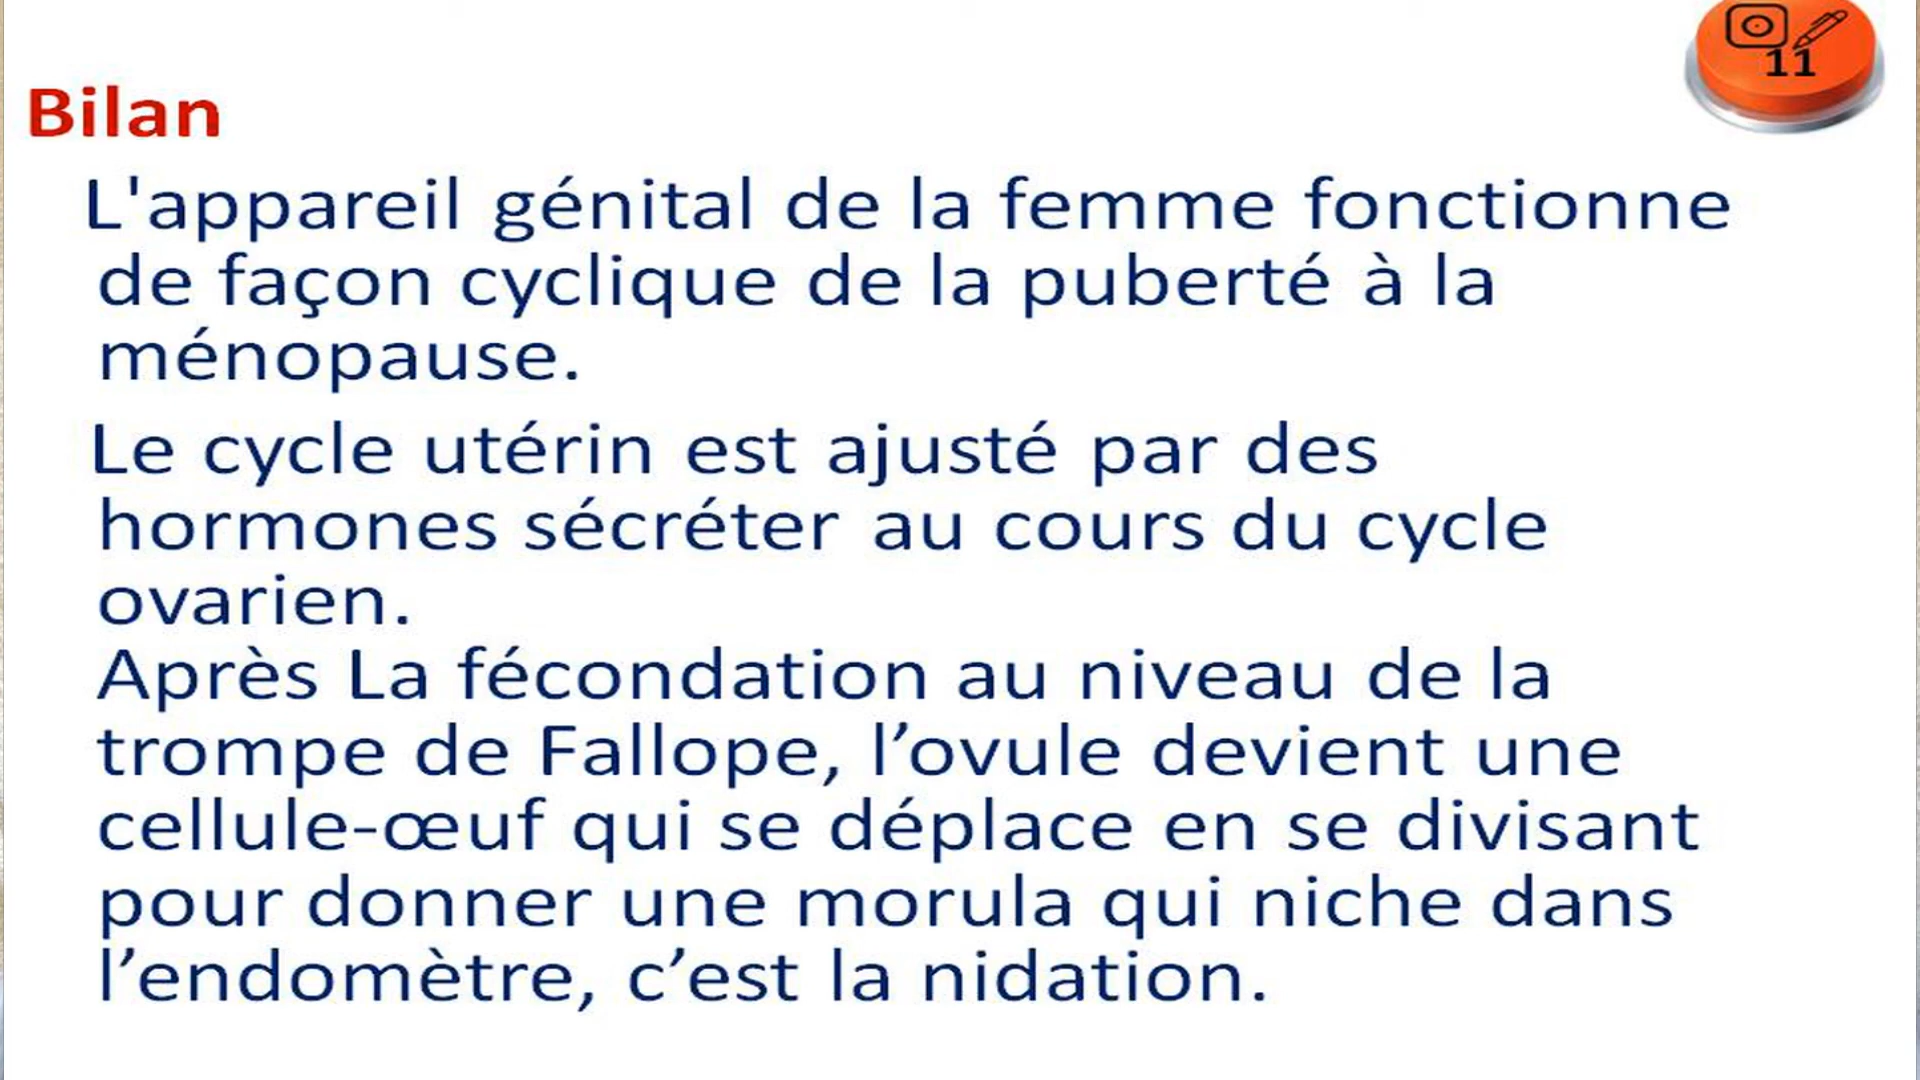 11
Bilan
L'appareil génital de la femme fonctionne
de façon cyclique de la puberté à la
ménopause.
Le cycle utérin est ajusté par des
hormones sécréter au cours du cycle
ovarien.
Après La fécondation au niveau de la
trompe de Fallope, l’ovule devient une
cellule-œuf qui se déplace en se divisant
pour donner une morula qui niche dans
l’endomètre, c’est la nidation.